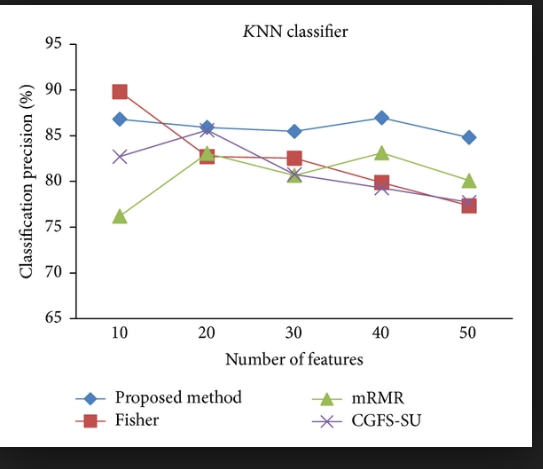 KNN classifier
95
90
85
80
75
70
65
Classification precision (%)
10 20 30 40 50
Number of features
Proposed method mRMR
Fisher CGFS-SU